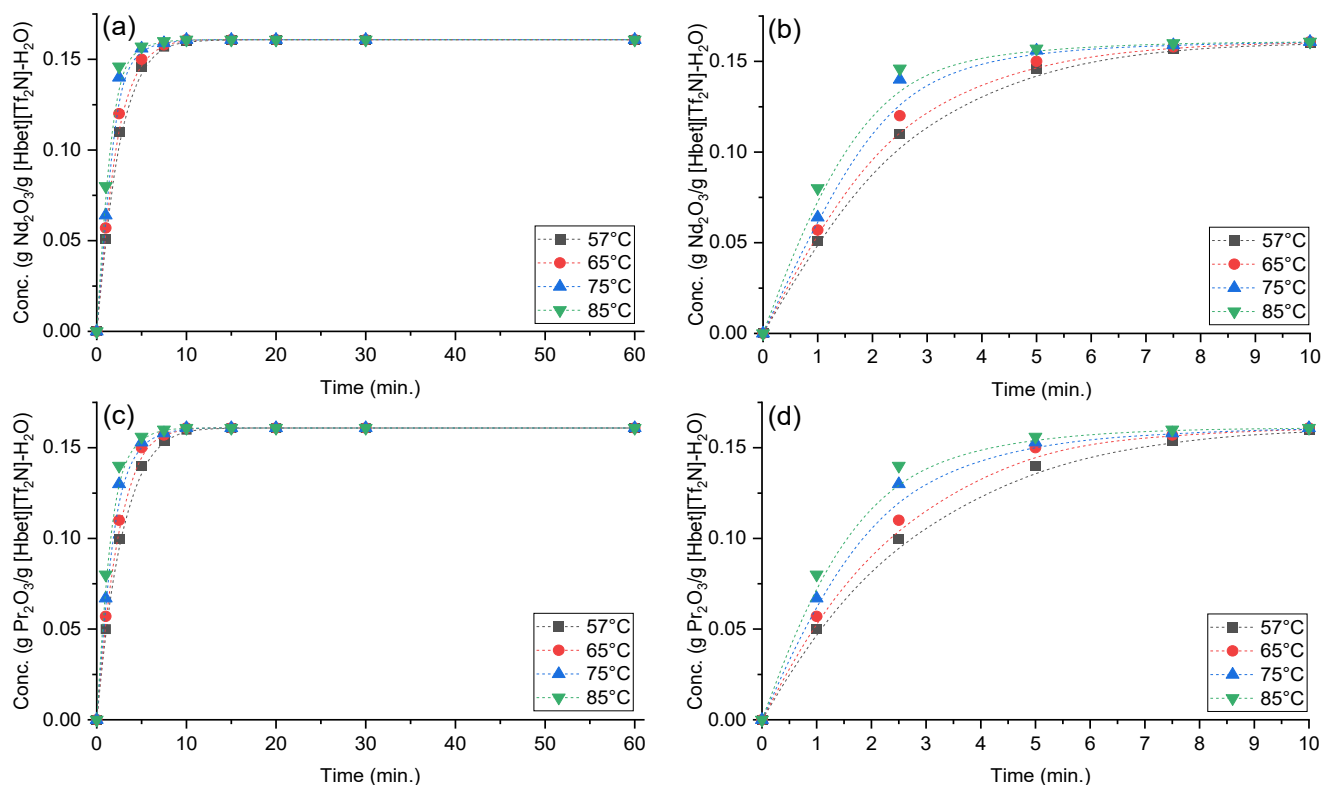 (a)
Conc. (g Nd₂O₃/g [Hbet][Tf₂N]-H₂O)
0.15
0.10
0.05
0.00
57°C
65°C
75°C
85°C
0 10 20 30 40 50 60
Time (min.)
(b)
Conc. (g Nd₂O₃/g [Hbet][Tf₂N]-H₂O)
0.15
0.10
0.05
0.00
57°C
65°C
75°C
85°C
0 1 2 3 4 5 6 7 8 9 10
Time (min.)
(c)
Conc. (g Pr₂O₃/g [Hbet][Tf₂N]-H₂O)
0.15
0.10
0.05
0.00
57°C
65°C
75°C
85°C
0 10 20 30 40 50 60
Time (min.)
(d)
Conc. (g Pr₂O₃/g [Hbet][Tf₂N]-H₂O)
0.15
0.10
0.05
0.00
57°C
65°C
75°C
85°C
0 1 2 3 4 5 6 7 8 9 10
Time (min.)